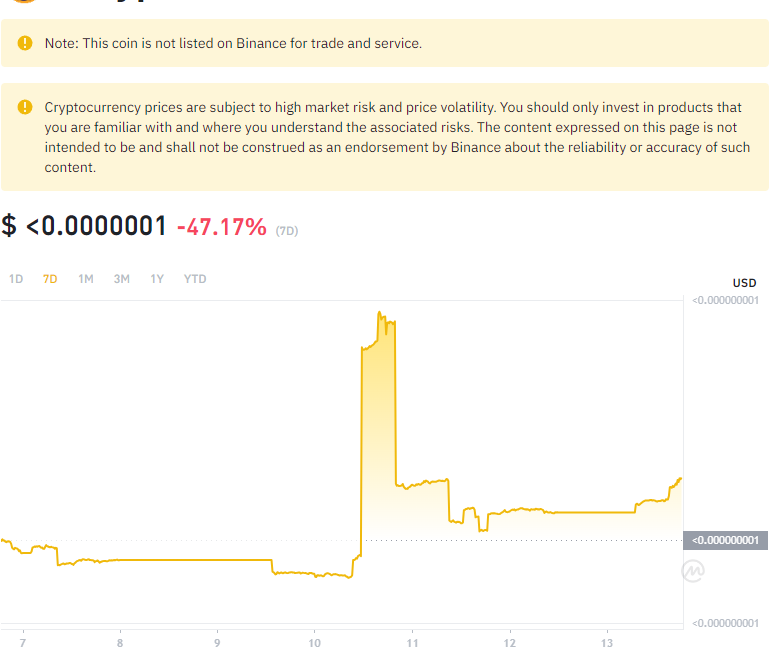 Note: This coin is not listed on Binance for trade and service.
Cryptocurrency prices are subject to high market risk and price volatility. You should only invest in products that
you are familiar with and where you understand the associated risks. The content expressed on this page is not
intended to be and shall not be construed as an endorsement by Binance about the reliability or accuracy of such
content.
$ <0.0000001 -47.17% (7D)
1D 7D 1M 3M 1Y YTD
USD
<0.000000001
<0.000000001
<0.000000001
7 8 9 10 11 12 13